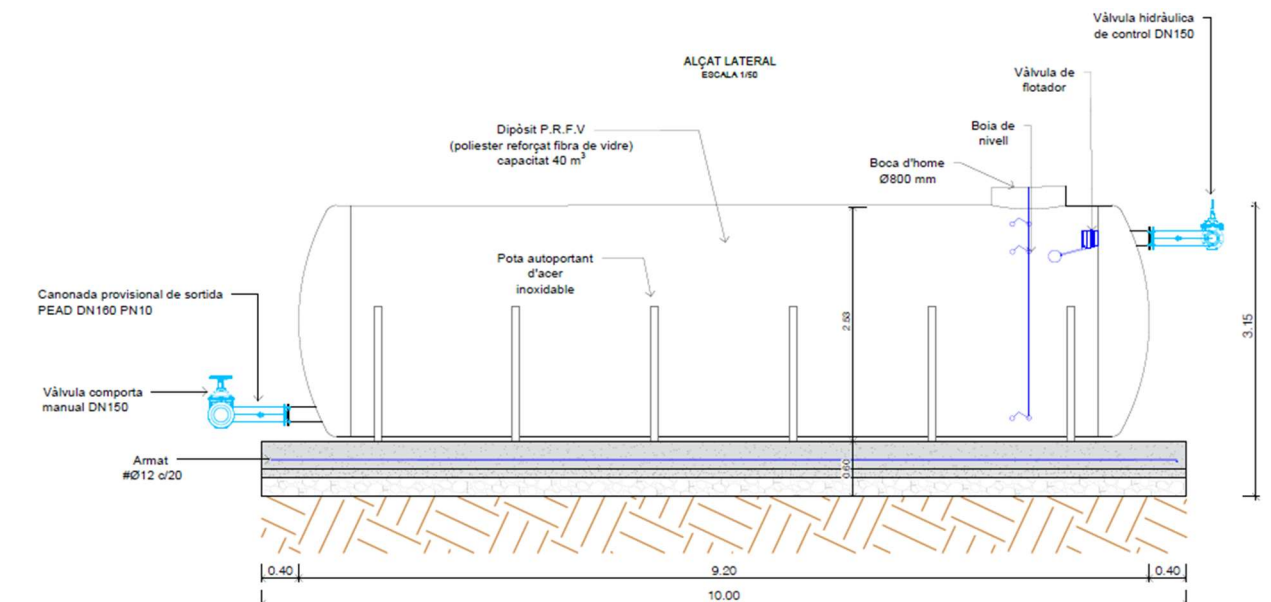 Vàlvula hidràulica
de control DN150
ALÇAT LATERAL
ESCALA 1/50
Vàlvula de
flotador
Dipòsit P.R.F.V
(poliester reforçat fibra de vidre)
capacitat 40 m³
Boia de
nivell
Boca d'home
Ø800 mm
Pota autoportant
d'acer
inoxidable
Canonada provisional de sortida
PEAD DN160 PN10
2.53
3.15
Vàlvula comporta
manual DN150
Armat
#Ø12 c/20
0.60
0.40
9.20
0.40
10.00